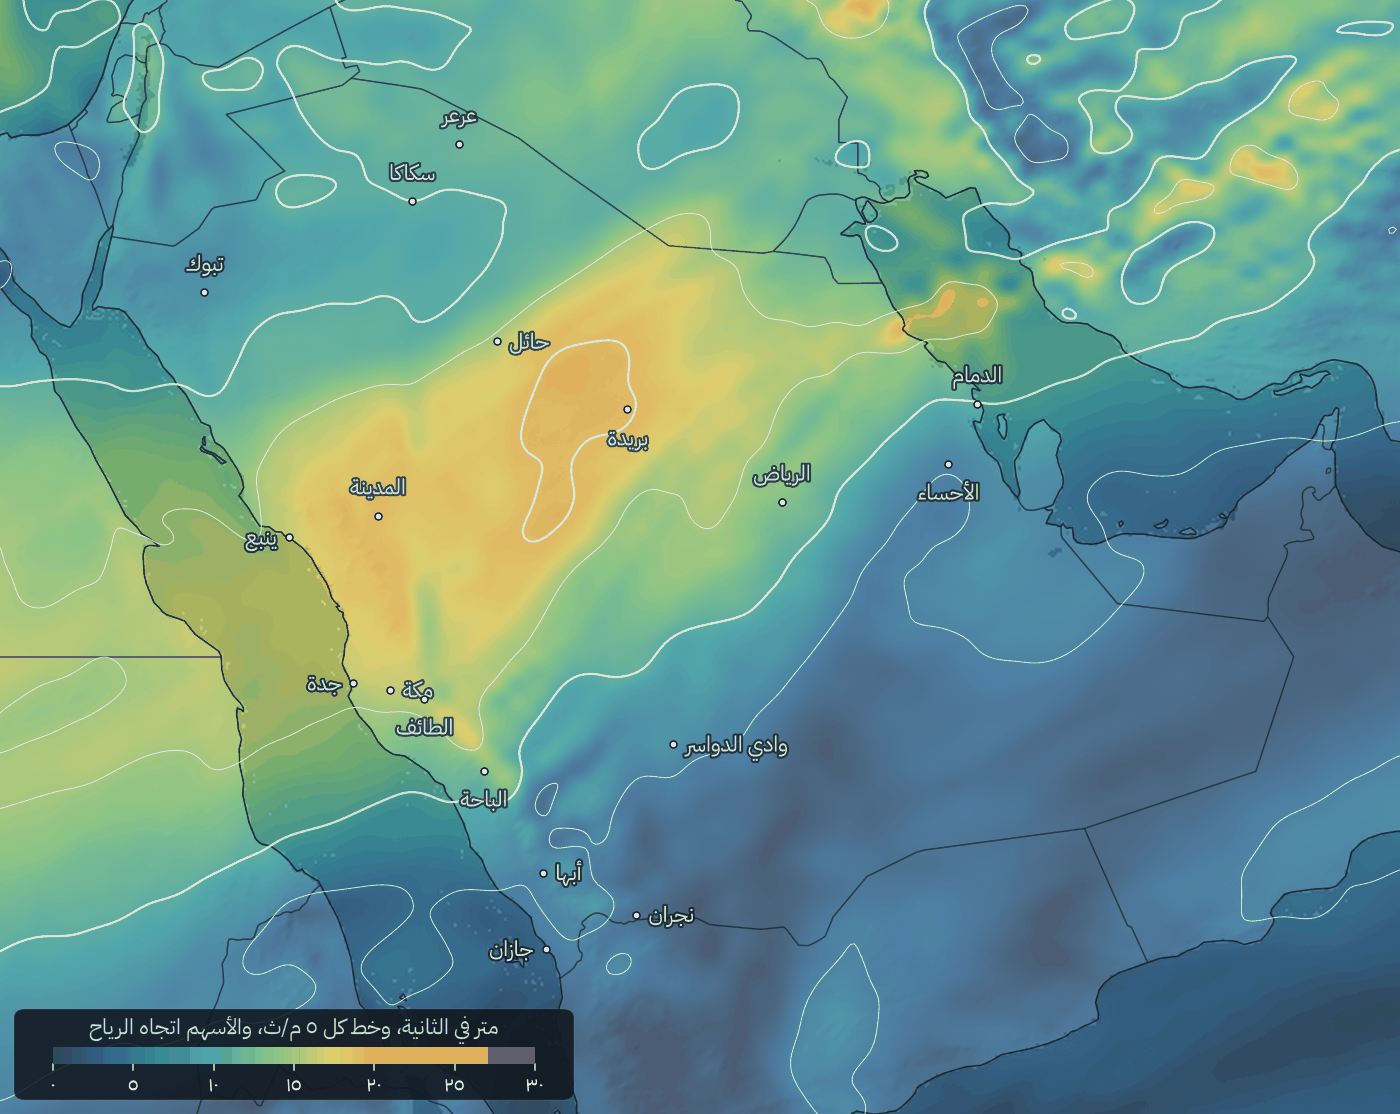 عرعر
سكاكا
تبوك
حائل
الدمام
بريدة
الرياض
المدينة
الأحساء
ينبع
جدة
مكة
الطائف
وادي الدواسر
الباحة
أبها
نجران
جازان
متر في الثانية، وخط كل ٥ م/ث، والأسهم اتجاه الرياح
٠ ٥ ١٠ ١٥ ٢٠ ٢٥ ٣٠